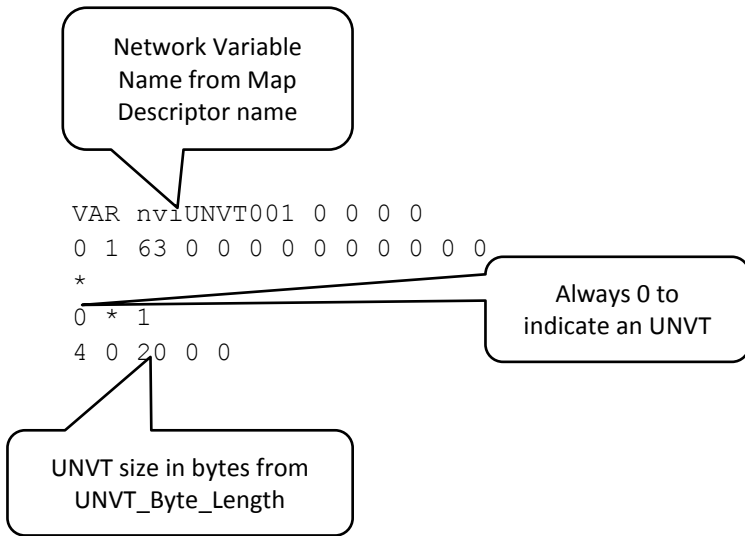 Network Variable
Name from Map
Descriptor name
VAR nviUNVT001 0 0 0 0
0 1 63 0 0 0 0 0 0 0 0 0 0
*
0 * 1
4 0 20 0 0
Always 0 to
indicate an UNVT
UNVT size in bytes from
UNVT_Byte_Length